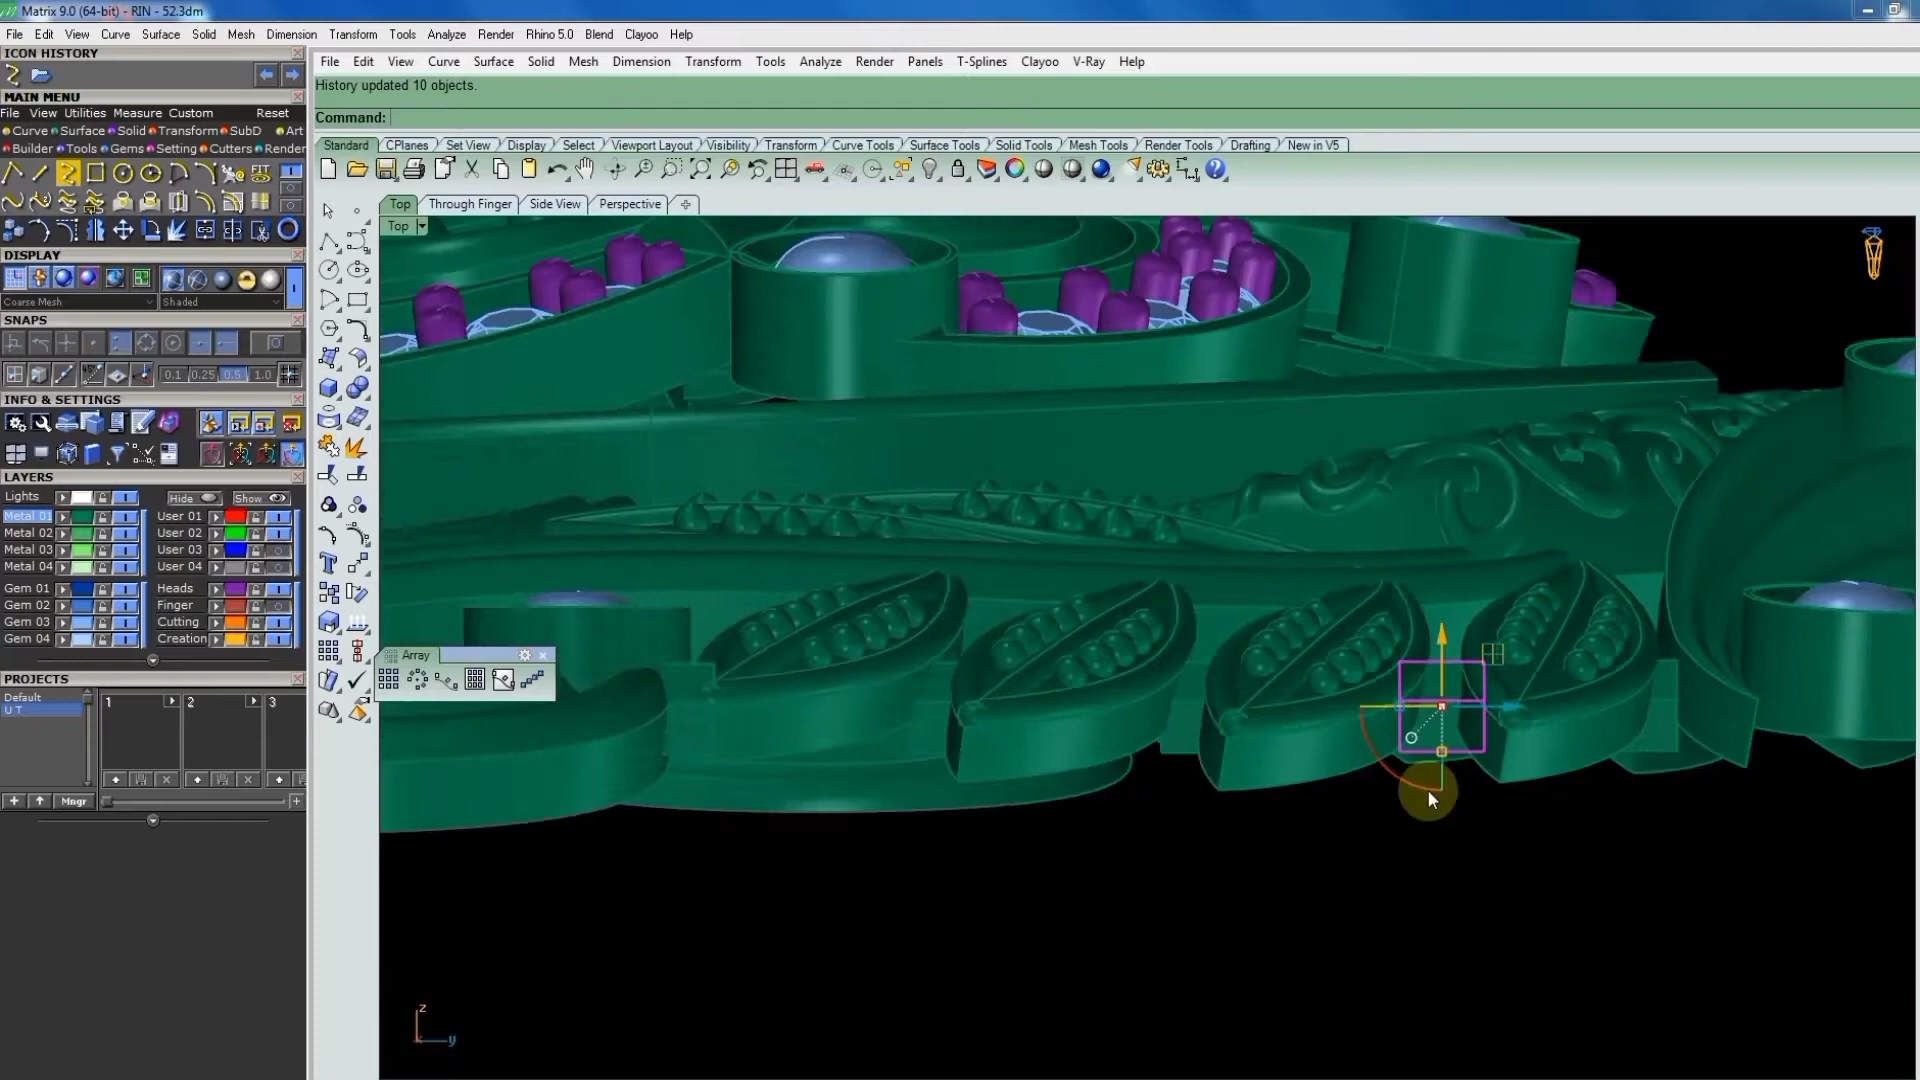 Matrix 9.0 (64-bit) - RIN - 52.3dm
File Edit View Curve Surface Solid Mesh Dimension Transform Tools Analyze Render Rhino 5.0 Blend Clayoo Help
ICON HISTORY
MAIN MENU
File View Utilities Measure Custom Reset
Curve Surface Solid Transform SubD Art
Builder Tools Gems Setting Cutters Render
DISPLAY
Coarse Mesh Shaded
SNAPS
0.1 0.25 0.5 1.0
INFO & SETTINGS
LAYERS
Lights Hide Show
Metal 01 User 01
Metal 02 User 02
Metal 03 User 03
Metal 04 User 04
Gem 01 Heads
Gem 02 Finger
Gem 03 Cutting
Gem 04 Creation
PROJECTS
Default
U T
1 2 3
Mngr
File Edit View Curve Surface Solid Mesh Dimension Transform Tools Analyze Render Panels T-Splines Clayoo V-Ray Help
History updated 10 objects.
Command:
Standard CPlanes Set View Display Select Viewport Layout Visibility Transform Curve Tools Surface Tools Solid Tools Mesh Tools Render Tools Drafting New in V5
Top Through Finger Side View Perspective
Top
Array
z
x y